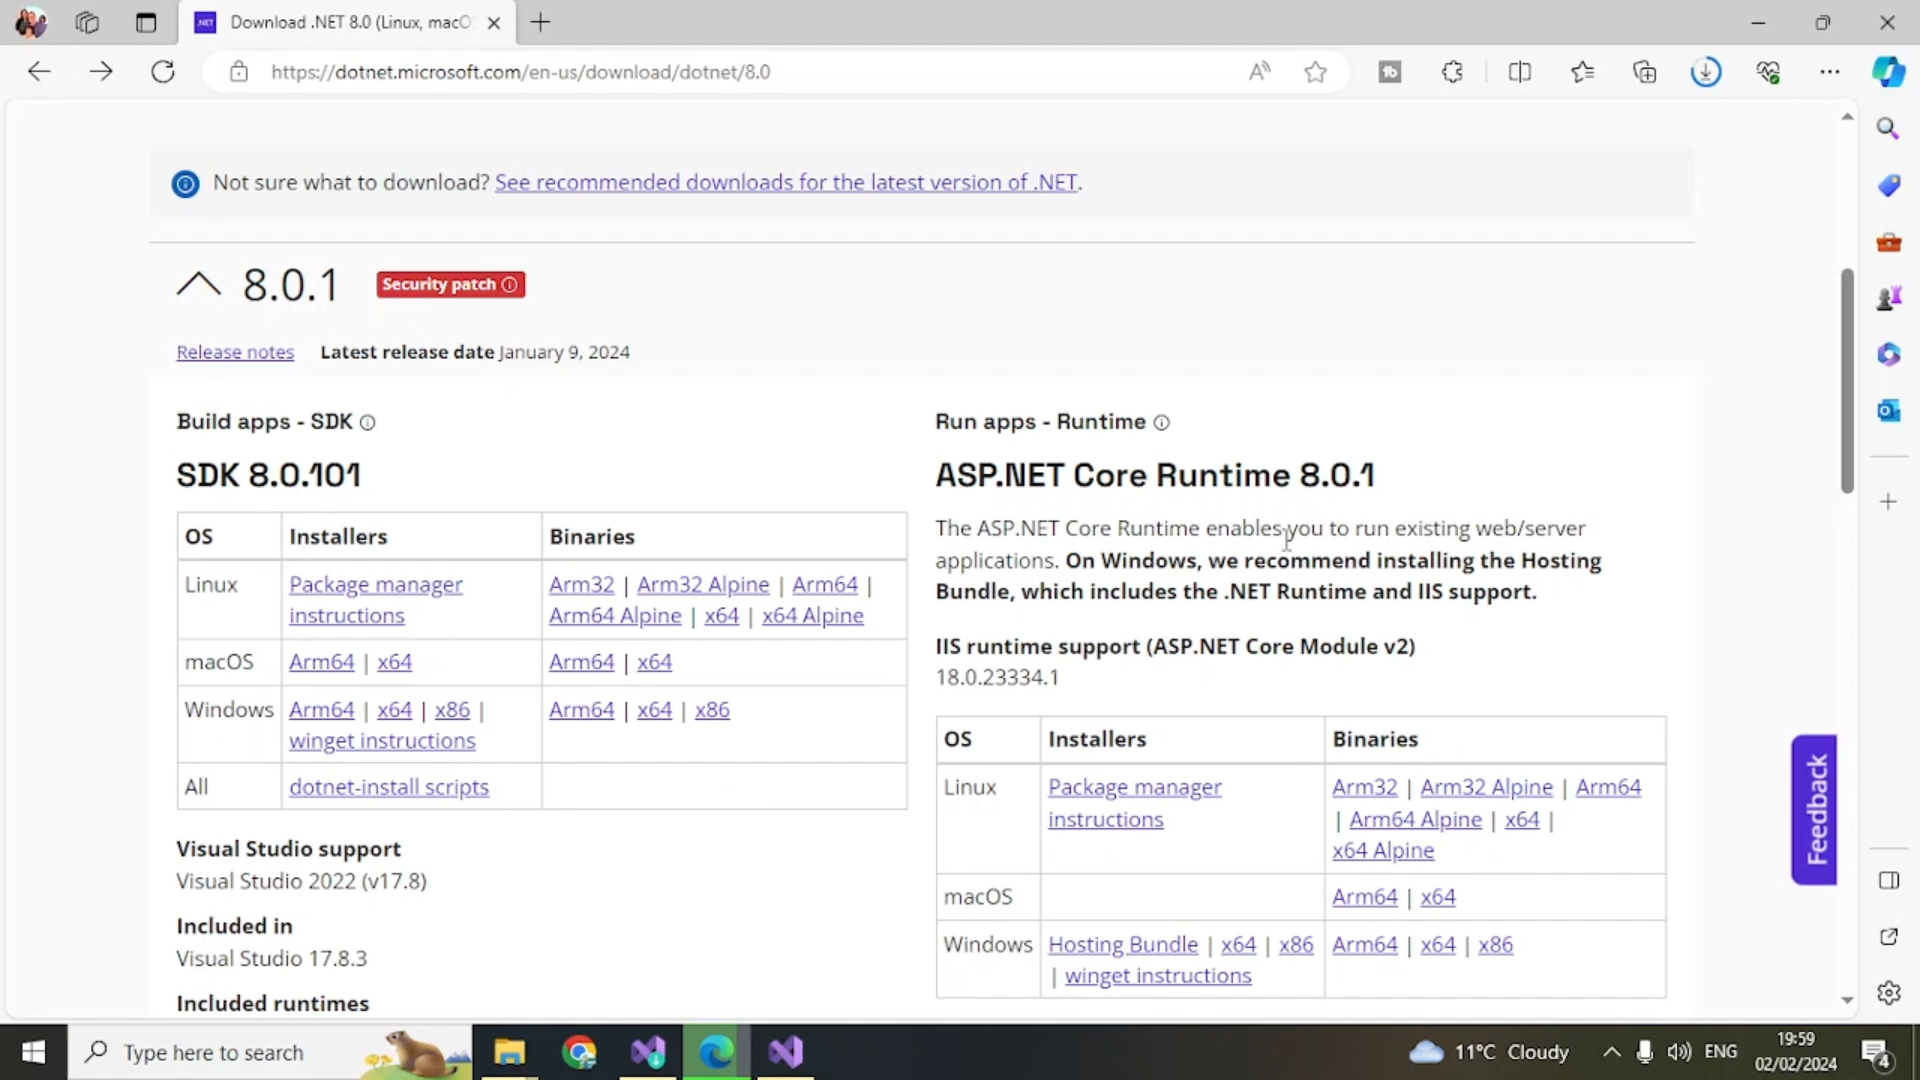 Download .NET 8.0 (Linux, macO
https://dotnet.microsoft.com/en-us/download/dotnet/8.0
Not sure what to download? See recommended downloads for the latest version of .NET.
8.0.1 Security patch
Release notes Latest release date January 9, 2024
Build apps - SDK
SDK 8.0.101
OS Installers Binaries
Linux Package manager instructions Arm32 | Arm32 Alpine | Arm64 |
Arm64 Alpine | x64 | x64 Alpine
macOS Arm64 | x64 Arm64 | x64
Windows Arm64 | x64 | x86 | Arm64 | x64 | x86
winget instructions
All dotnet-install scripts
Visual Studio support
Visual Studio 2022 (v17.8)
Included in
Visual Studio 17.8.3
Included runtimes
Run apps - Runtime
ASP.NET Core Runtime 8.0.1
The ASP.NET Core Runtime enables you to run existing web/server
applications. On Windows, we recommend installing the Hosting
Bundle, which includes the .NET Runtime and IIS support.
IIS runtime support (ASP.NET Core Module v2)
18.0.23334.1
OS Installers Binaries
Linux Package manager instructions Arm32 | Arm32 Alpine | Arm64
| Arm64 Alpine | x64 |
x64 Alpine
macOS Arm64 | x64
Windows Hosting Bundle | x64 | x86 Arm64 | x64 | x86
| winget instructions
Feedback
Type here to search
11°C Cloudy
ENG
19:59
02/02/2024
4